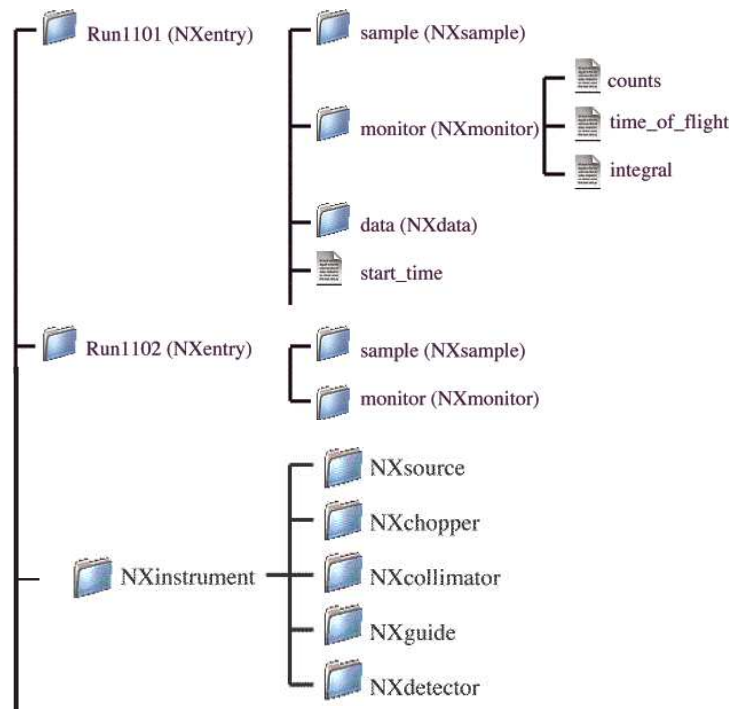 Run1101 (NXentry)
sample (NXsample)
monitor (NXmonitor)
counts
time_of_flight
integral
data (NXdata)
start_time
Run1102 (NXentry)
sample (NXsample)
monitor (NXmonitor)
NXinstrument
NXsource
NXchopper
NXcollimator
NXguide
NXdetector